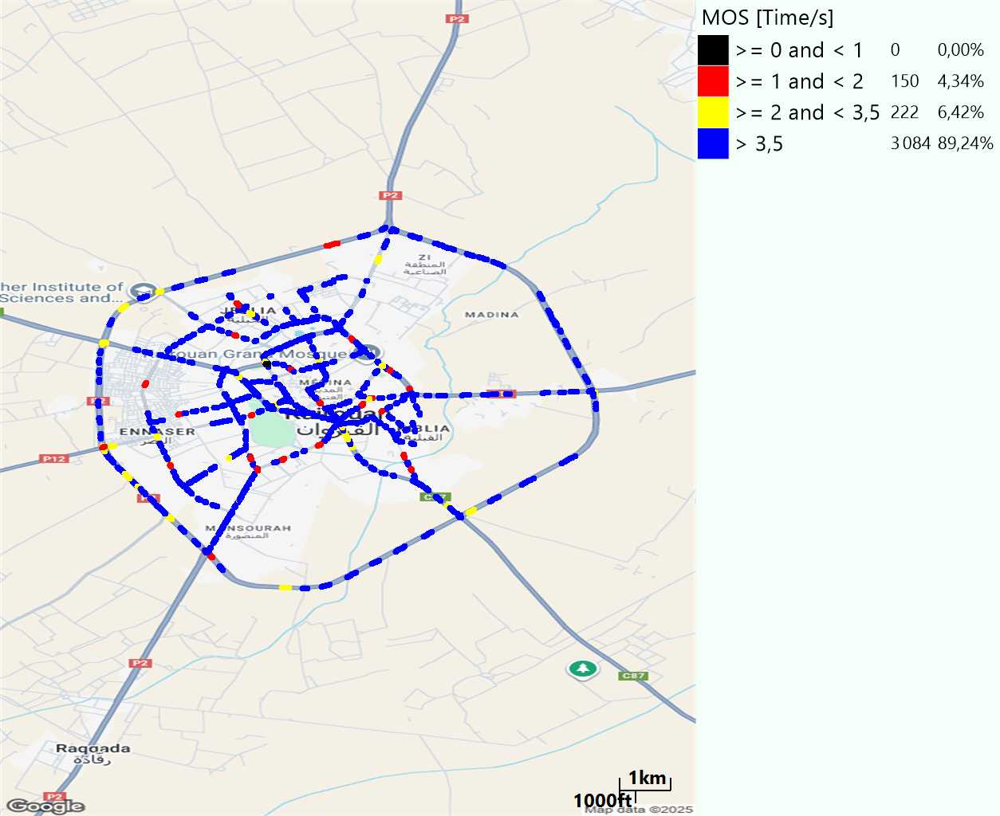 MOS [Time/s]
>= 0 and < 1 0 0,00%
>= 1 and < 2 150 4,34%
>= 2 and < 3,5 222 6,42%
> 3,5 3 084 89,24%
P2
P2
ZI
المنطقة
الصناعية
her Institute of
Sciences and...
MADINA
ouan Grand Mosque
ENNASER
النصر
P12
C87
MANSOURAH
المنصورة
P2
C87
Raqqada
رقادة
P2
1km
1000ft
Google
Map data ©2025